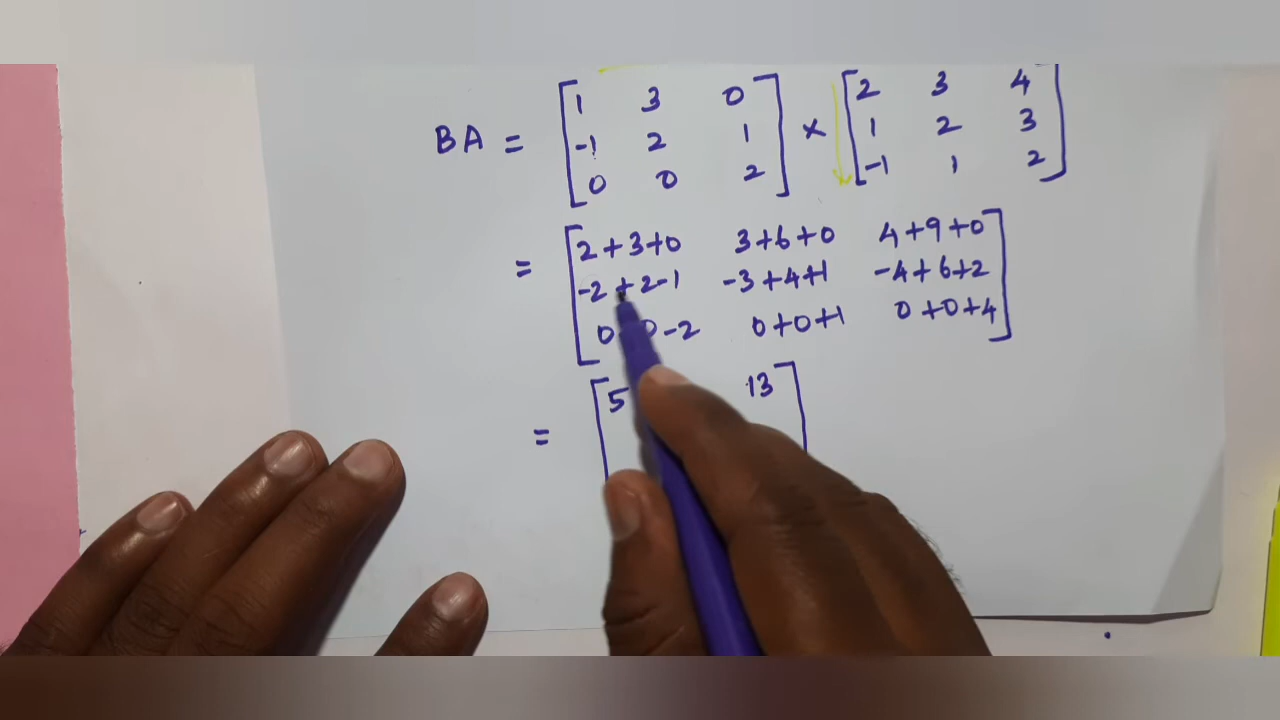 BA = [ 1 3 0 ] × [ 2 3 4 ]
[ -1 2 1 ] [ 1 2 3 ]
[ 0 0 2 ] [ -1 1 2 ]
= [ 2+3+0 3+6+0 4+9+0 ]
[ -2+2-1 -3+4+1 -4+6+2 ]
[ 0 0-2 0+0+1 0+0+4 ]
= [ 5 13 ]